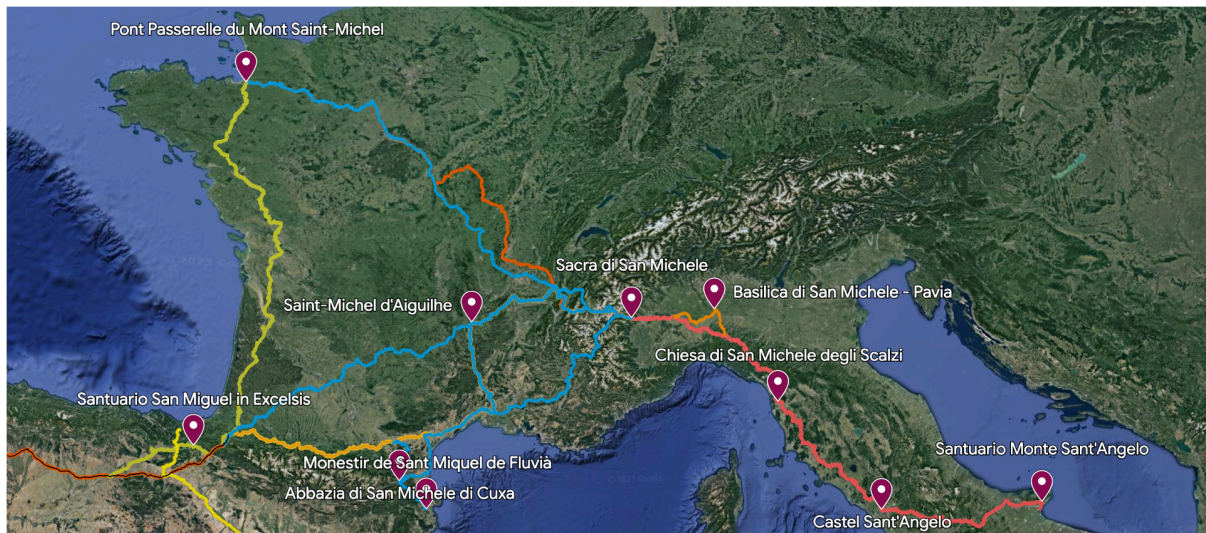 Pont Passerelle du Mont Saint-Michel
Sacra di San Michele
Basilica di San Michele - Pavia
Saint-Michel d'Aiguilhe
Chiesa di San Michele degli Scalzi
Santuario San Miguel in Excelsis
Santuario Monte Sant'Angelo
Monestir de Sant Miquel de Fluvià
Abbazia di San Michele di Cuxa
Castel Sant'Angelo